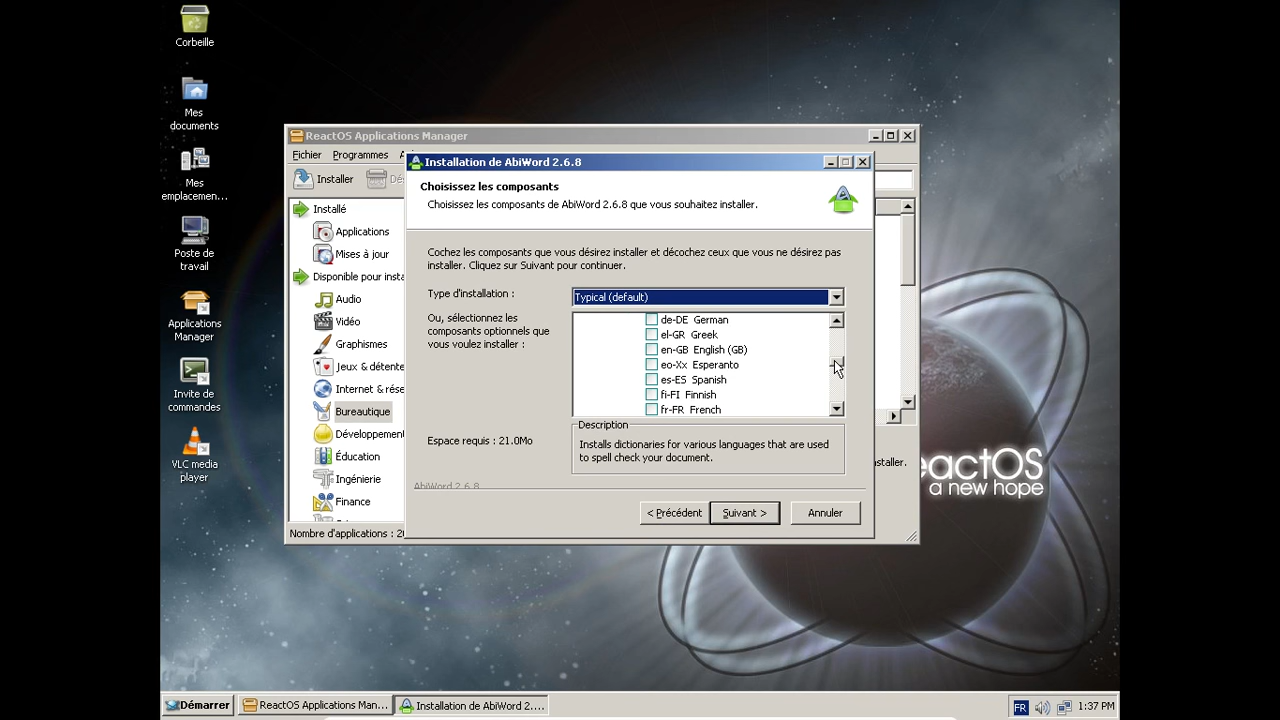 Corbeille
Mes
documents
Mes
emplacemen...
Poste de
travail
Applications
Manager
Invite de
commandes
VLC media
player
ReactOS Applications Manager
Fichier Programmes
Installer
Installé
Applications
Mises à jour
Disponible pour insta
Audio
Vidéo
Graphismes
Jeux & détente
Internet & rése
Bureautique
Développement
Éducation
Ingénierie
Finance
Nombre d'applications : 2
Installation de AbiWord 2.6.8
Choisissez les composants
Choisissez les composants de AbiWord 2.6.8 que vous souhaitez installer.
Cochez les composants que vous désirez installer et décochez ceux que vous ne désirez pas
installer. Cliquez sur Suivant pour continuer.
Type d'installation :
Typical (default)
Ou, sélectionnez les
composants optionnels que
vous voulez installer :
de-DE German
el-GR Greek
en-GB English (GB)
eo-Xx Esperanto
es-ES Spanish
fi-FI Finnish
fr-FR French
Description
Installs dictionaries for various languages that are used
to spell check your document.
Espace requis : 21.0Mo
AbiWord 2.6.8
< Précédent
Suivant >
Annuler
staller.
eactOS
a new hope
Démarrer
ReactOS Applications Man...
Installation de AbiWord 2....
FR
1:37 PM